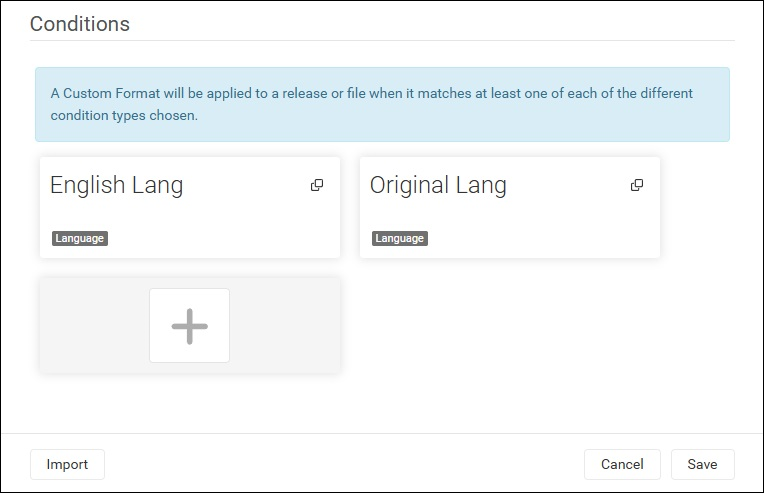 Conditions
A Custom Format will be applied to a release or file when it matches at least one of each of the different
condition types chosen.
English Lang
Language
Original Lang
Language
Import
Cancel
Save